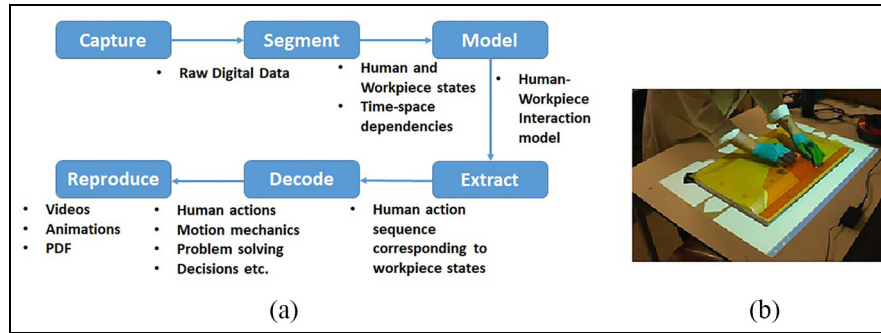 Capture
Segment
Model
• Raw Digital Data
• Human and
Workpiece states
• Time-space
dependencies
• Human-
Workpiece
Interaction
model
Reproduce
Decode
Extract
• Videos
• Animations
• PDF
• Human actions
• Motion mechanics
• Problem solving
• Decisions etc.
• Human action
sequence
corresponding to
workpiece states
(a)
(b)